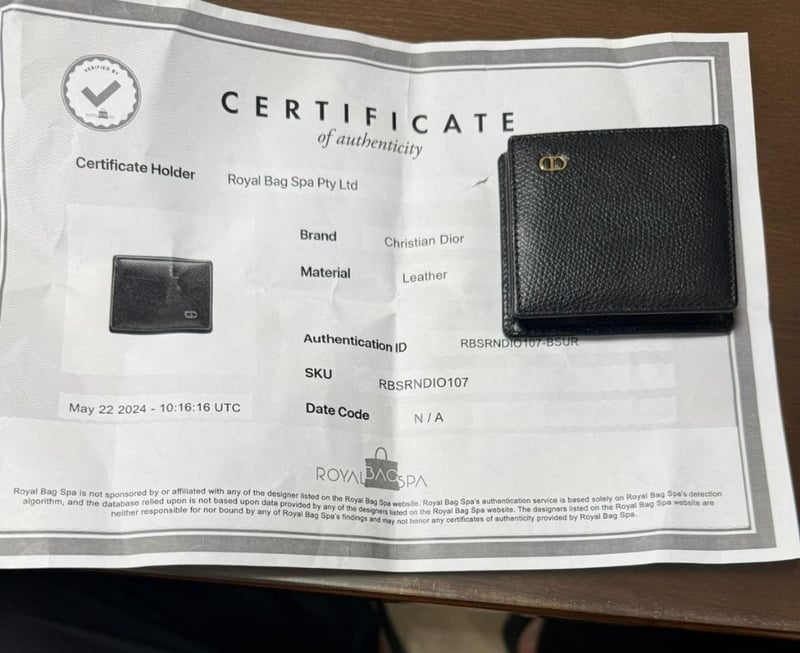 VERIFIED BY
CERTIFICATE
of authenticity
Certificate Holder Royal Bag Spa Pty Ltd
Brand Christian Dior
Material Leather
Authentication ID RBSRNDIO107-BSUR
SKU RBSRNDIO107
May 22 2024 - 10:16:16 UTC Date Code N / A
ROYAL BAG SPA
Royal Bag Spa is not sponsored by or affiliated with any of the designer listed on the Royal Bag Spa website. Royal Bag Spa's authentication service is based solely on Royal Bag Spa's detection
algorithm, and the database relied upon is not based upon data provided by any of the designers listed on the Royal Bag Spa website. The designers listed on the Royal Bag Spa website are
neither responsible for nor bound by any of Royal Bag Spa's findings and may not honor any certificates of authenticity provided by Royal Bag Spa.